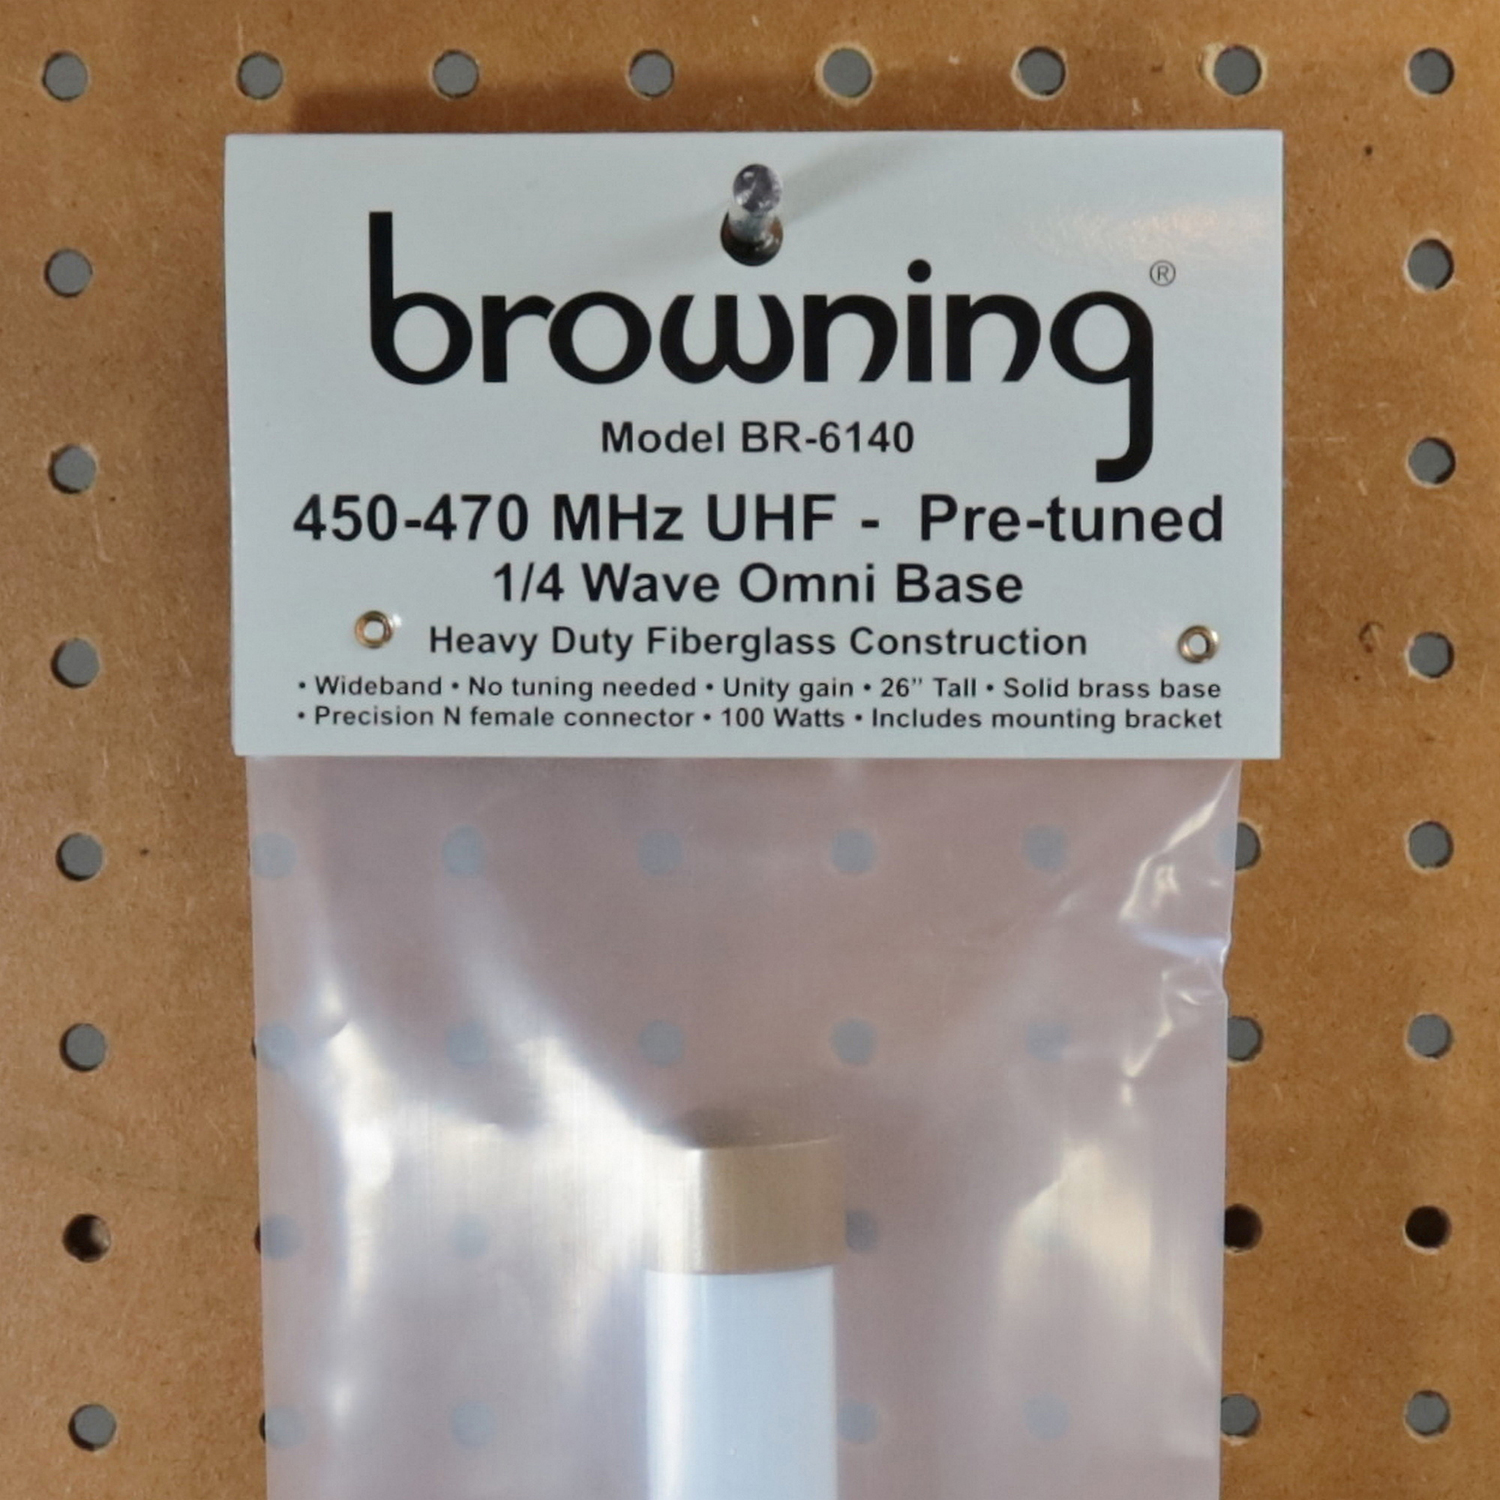 browning®
Model BR-6140
450-470 MHz UHF - Pre-tuned
1/4 Wave Omni Base
Heavy Duty Fiberglass Construction
• Wideband • No tuning needed • Unity gain • 26” Tall • Solid brass base
• Precision N female connector • 100 Watts • Includes mounting bracket